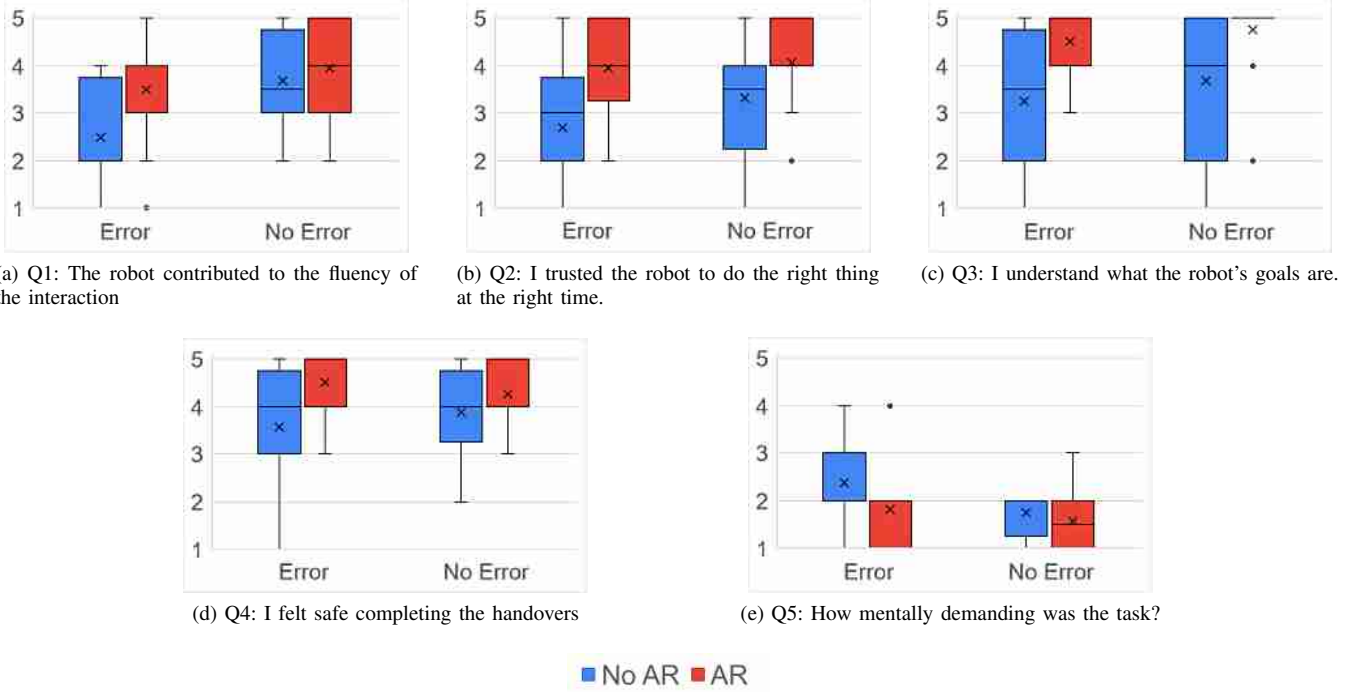 5
4
3
2
1
Error
No Error
5
4
3
2
1
Error
No Error
5
4
3
2
1
Error
No Error
a) Q1: The robot contributed to the fluency of
the interaction
(b) Q2: I trusted the robot to do the right thing
at the right time.
(c) Q3: I understand what the robot's goals are.
5
4
3
2
1
Error
No Error
5
4
3
2
1
Error
No Error
(d) Q4: I felt safe completing the handovers
(e) Q5: How mentally demanding was the task?
No AR
AR